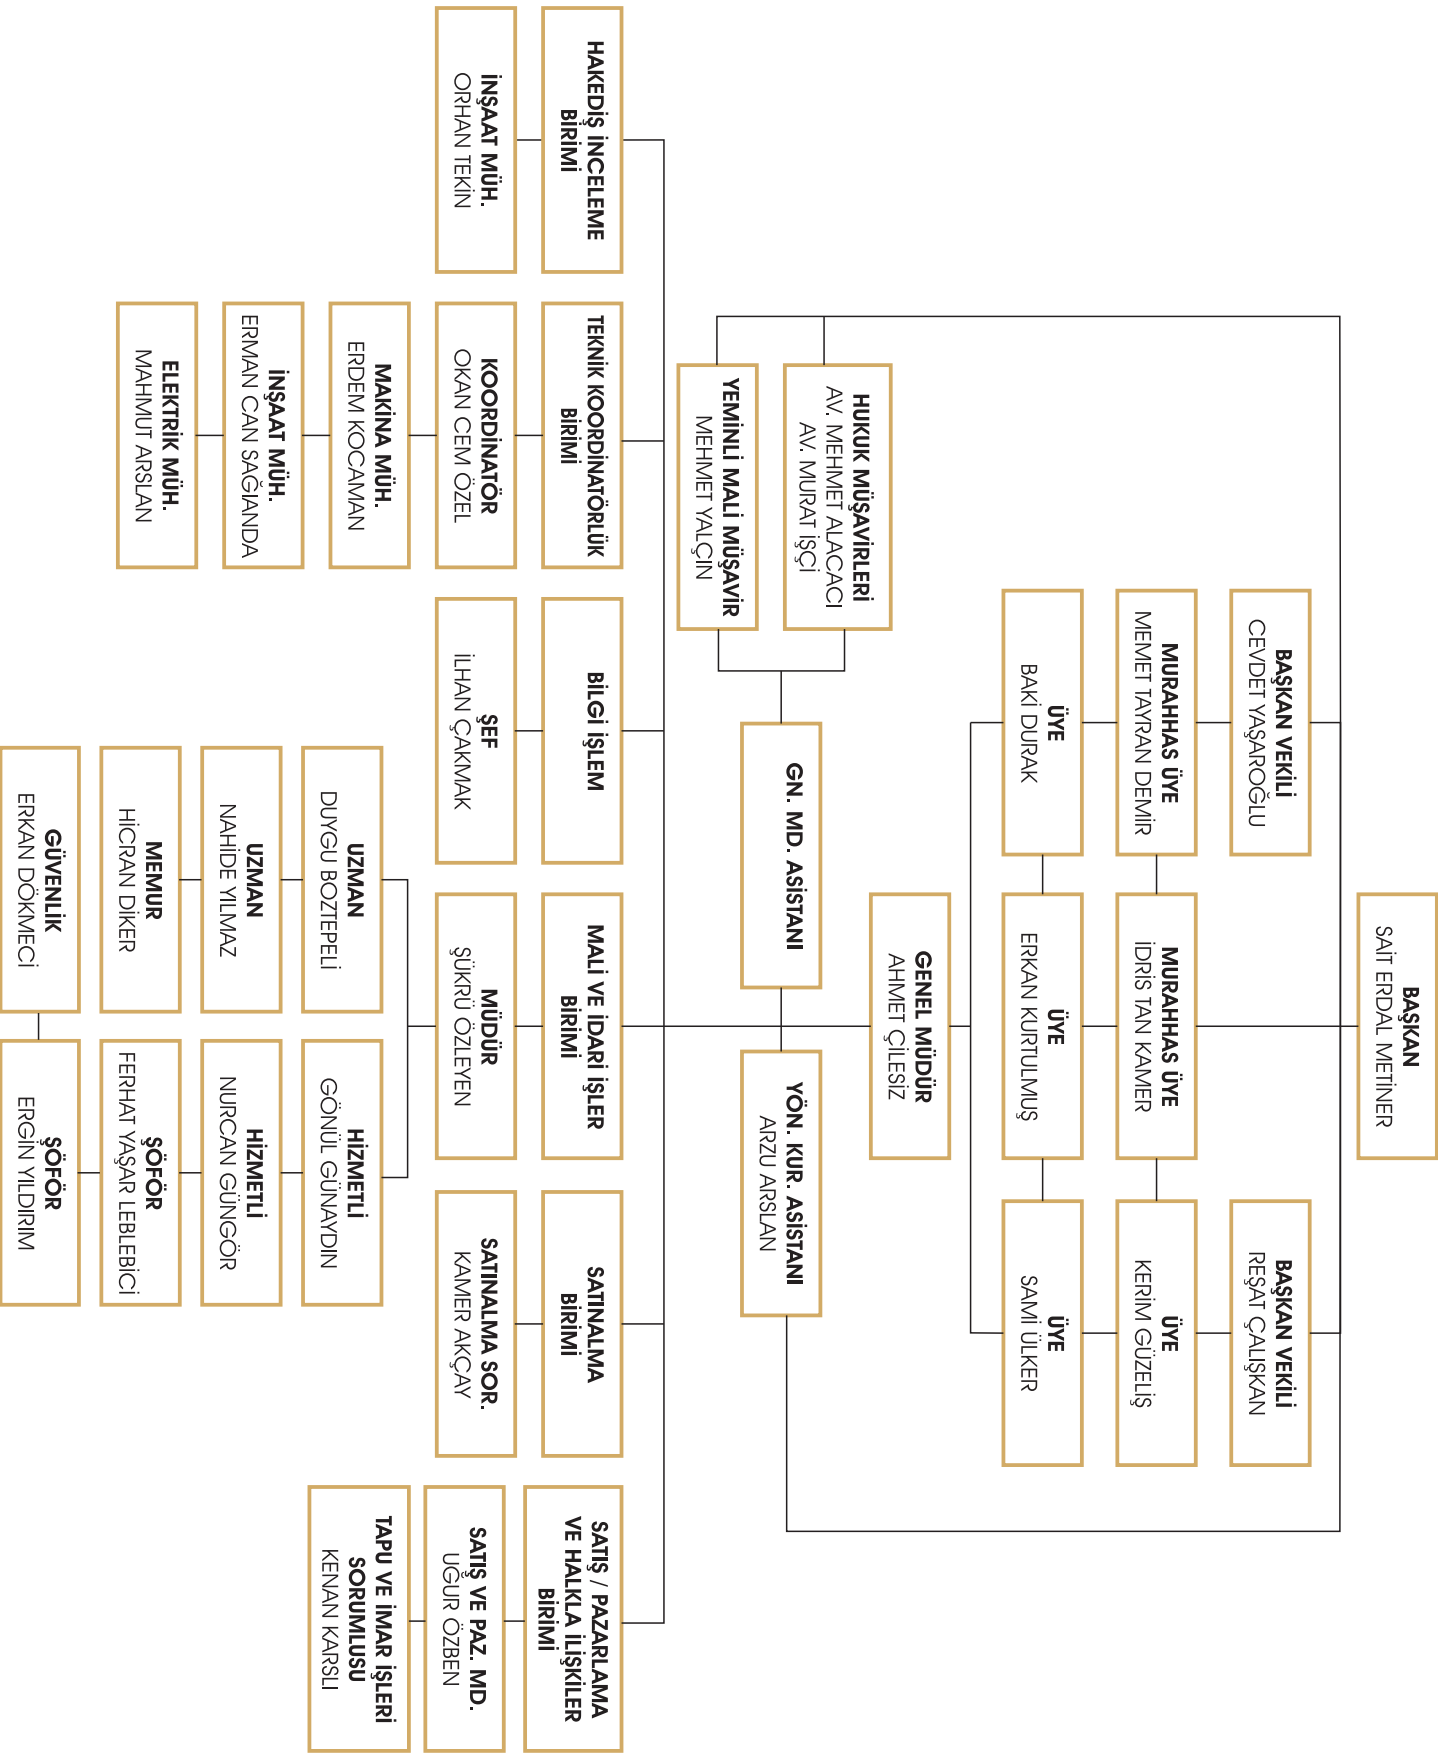 BAŞKAN
SAİT ERDAL METİNER
BAŞKAN VEKİLİ
CEVDET YAŞAROĞLU
BAŞKAN VEKİLİ
REŞAT ÇALIŞKAN
MURAHHAS ÜYE
MEMET TAYRAN DEMİR
MURAHHAS ÜYE
İDRİS TAN KAMER
ÜYE
KERİM GÜZELİŞ
ÜYE
BAKİ DURAK
ÜYE
ERKAN KURTULMUŞ
ÜYE
SAMİ ÜLKER
GENEL MÜDÜR
AHMET ÇİLESİZ
HUKUK MÜŞAVİRLERİ
AV. MEHMET ALACACI
AV. MURAT İŞÇİ
YEMİNLİ MALİ MÜŞAVİR
MEHMET YALÇIN
GN. MD. ASİSTANI
YÖN. KUR. ASİSTANI
ARZU ARSLAN
HAKEDİŞ İNCELEME
BİRİMİ
İNŞAAT MÜH.
ORHAN TEKİN
TEKNİK KOORDİNATÖRLÜK
BİRİMİ
KOORDİNATÖR
OKAN CEM ÖZEL
MAKİNA MÜH.
ERDEM KOCAMAN
İNŞAAT MÜH.
ERMAN CAN SAĞIANDA
ELEKTRİK MÜH.
MAHMUT ARSLAN
BİLGİ İŞLEM
ŞEF
İLHAN ÇAKMAK
MALİ VE İDARİ İŞLER
BİRİMİ
MÜDÜR
ŞÜKRÜ ÖZLEYEN
UZMAN
DUYGU BOZTEPELİ
UZMAN
NAHİDE YILMAZ
MEMUR
HİCRAN DİKER
GÜVENLİK
ERKAN DÖKMECİ
HİZMETLİ
GÖNÜL GÜNAYDIN
HİZMETLİ
NURCAN GÜNGÖR
ŞÖFÖR
FERHAT YAŞAR LEBLEBİCİ
ŞÖFÖR
ERGİN YILDIRIM
SATINALMA
BİRİMİ
SATINALMA SOR.
KAMER AKÇAY
SATIŞ / PAZARLAMA
VE HALKLA İLİŞKİLER
BİRİMİ
SATIŞ VE PAZ. MD.
UĞUR ÖZBEN
TAPU VE İMAR İŞLERİ
SORUMLUSU
KENAN KARSLI